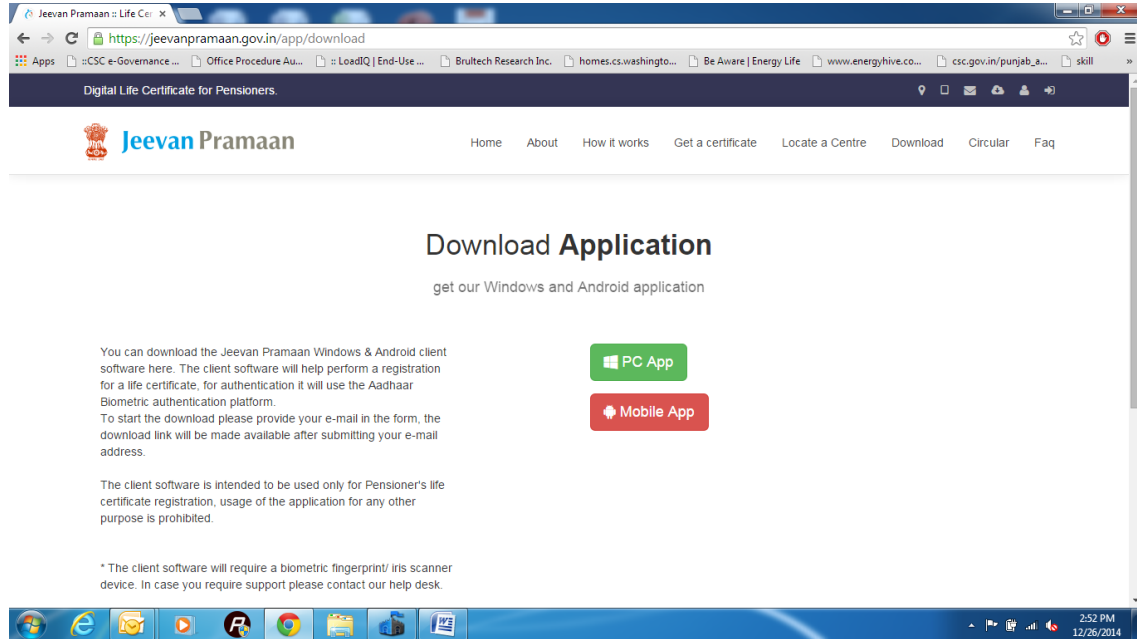 Jeevan Pramaan :: Life Cer
https://jeevanpramaan.gov.in/app/download
Apps ::CSC e-Governance ... Office Procedure Au... :: LoadIQ | End-Use ... Brultech Research Inc. homes.cs.washingto... Be Aware | Energy Life www.energyhive.co... csc.gov.in/punjab_a... skill »
Digital Life Certificate for Pensioners.
Jeevan Pramaan
Home About How it works Get a certificate Locate a Centre Download Circular Faq
Download Application
get our Windows and Android application
You can download the Jeevan Pramaan Windows & Android client
software here. The client software will help perform a registration
for a life certificate, for authentication it will use the Aadhaar
Biometric authentication platform.
To start the download please provide your e-mail in the form, the
download link will be made available after submitting your e-mail
address.
The client software is intended to be used only for Pensioner's life
certificate registration, usage of the application for any other
purpose is prohibited.
* The client software will require a biometric fingerprint/ iris scanner
device. In case you require support please contact our help desk.
PC App
Mobile App
2:52 PM
12/26/2014